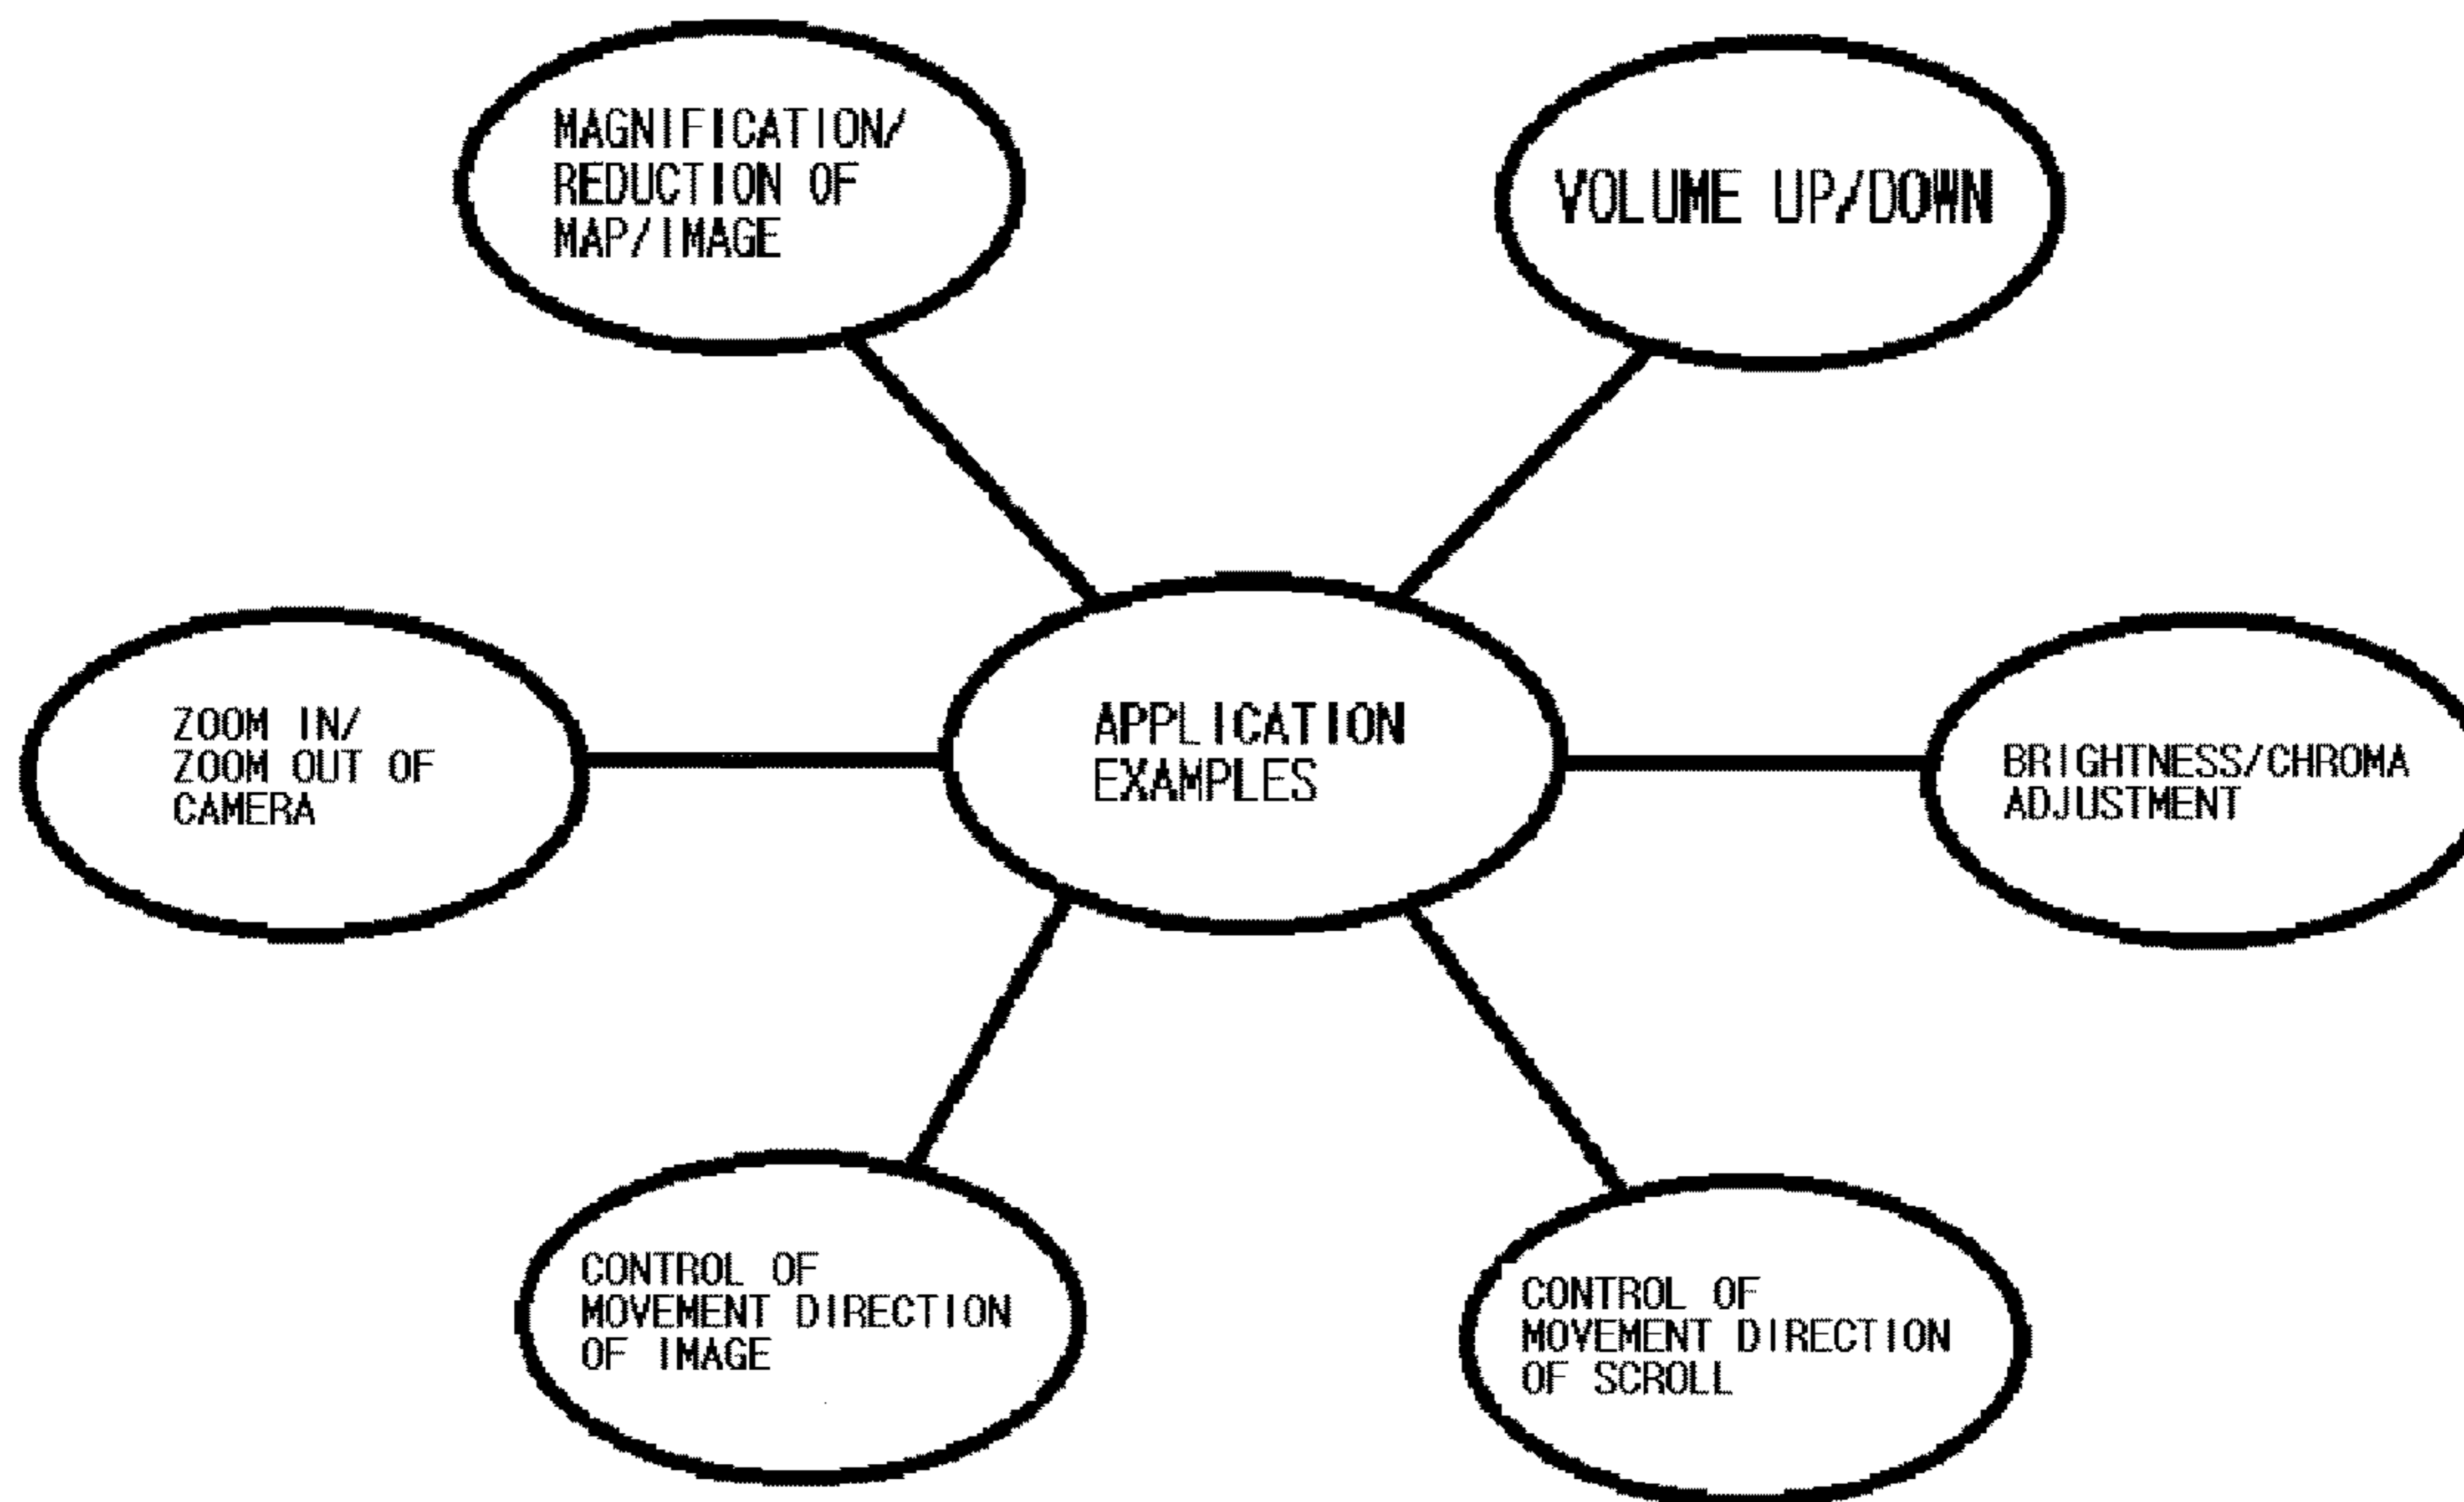 MAGNIFICATION/
REDUCTION OF
MAP/IMAGE
VOLUME UP/DOWN
ZOOM IN/
ZOOM OUT OF
CAMERA
APPLICATION
EXAMPLES
BRIGHTNESS/CHROMA
ADJUSTMENT
CONTROL OF
MOVEMENT DIRECTION
OF IMAGE
CONTROL OF
MOVEMENT DIRECTION
OF SCROLL